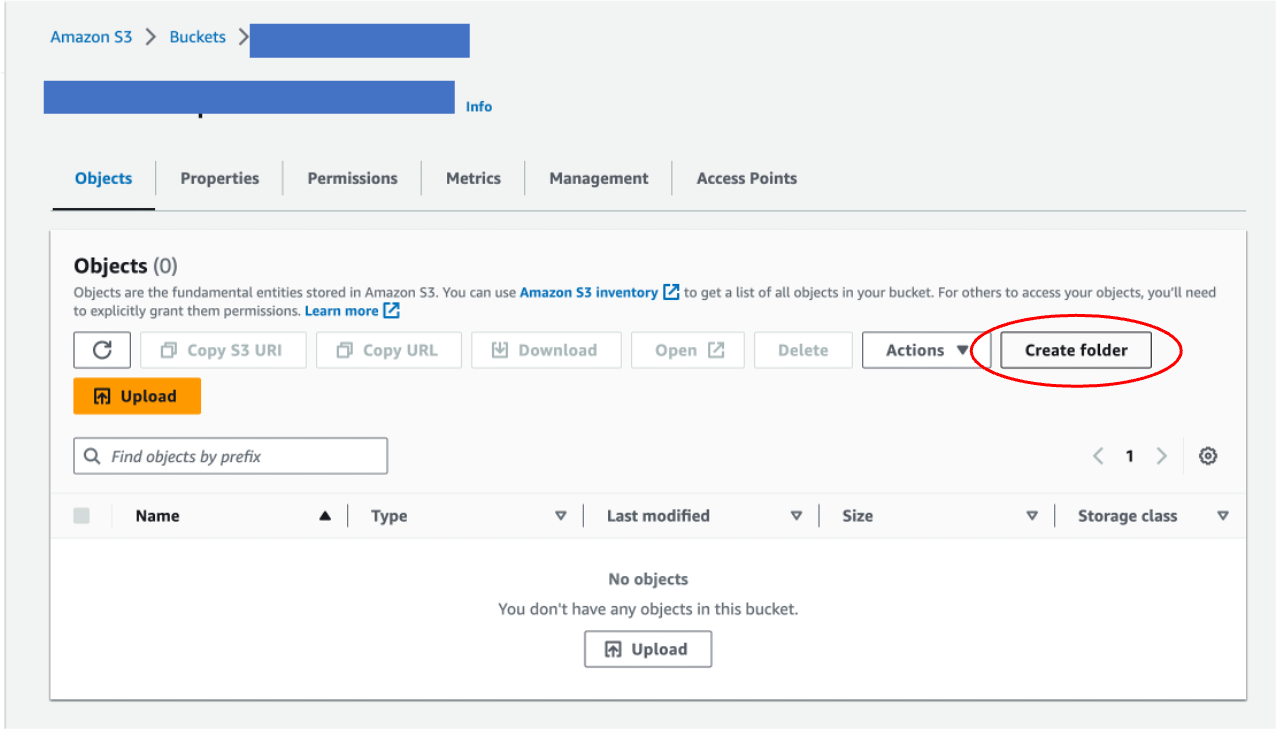 Amazon S3 > Buckets >
Info
Objects Properties Permissions Metrics Management Access Points
Objects (0)
Objects are the fundamental entities stored in Amazon S3. You can use Amazon S3 inventory to get a list of all objects in your bucket. For others to access your objects, you'll need
to explicitly grant them permissions. Learn more
Copy S3 URI Copy URL Download Open Delete Actions Create folder
Upload
Find objects by prefix 1
Name Type Last modified Size Storage class
No objects
You don't have any objects in this bucket.
Upload